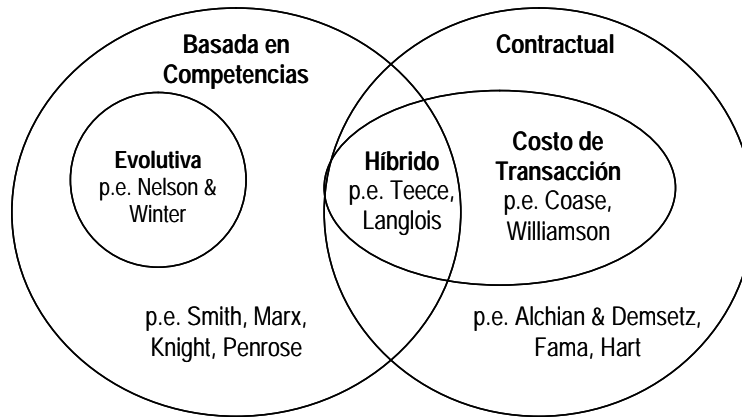 Basada en
Competencias
Contractual
Evolutiva
p.e. Nelson &
Winter
Híbrido
p.e. Teece,
Langlois
Costo de
Transacción
p.e. Coase,
Williamson
p.e. Smith, Marx,
Knight, Penrose
p.e. Alchian & Demsetz,
Fama, Hart